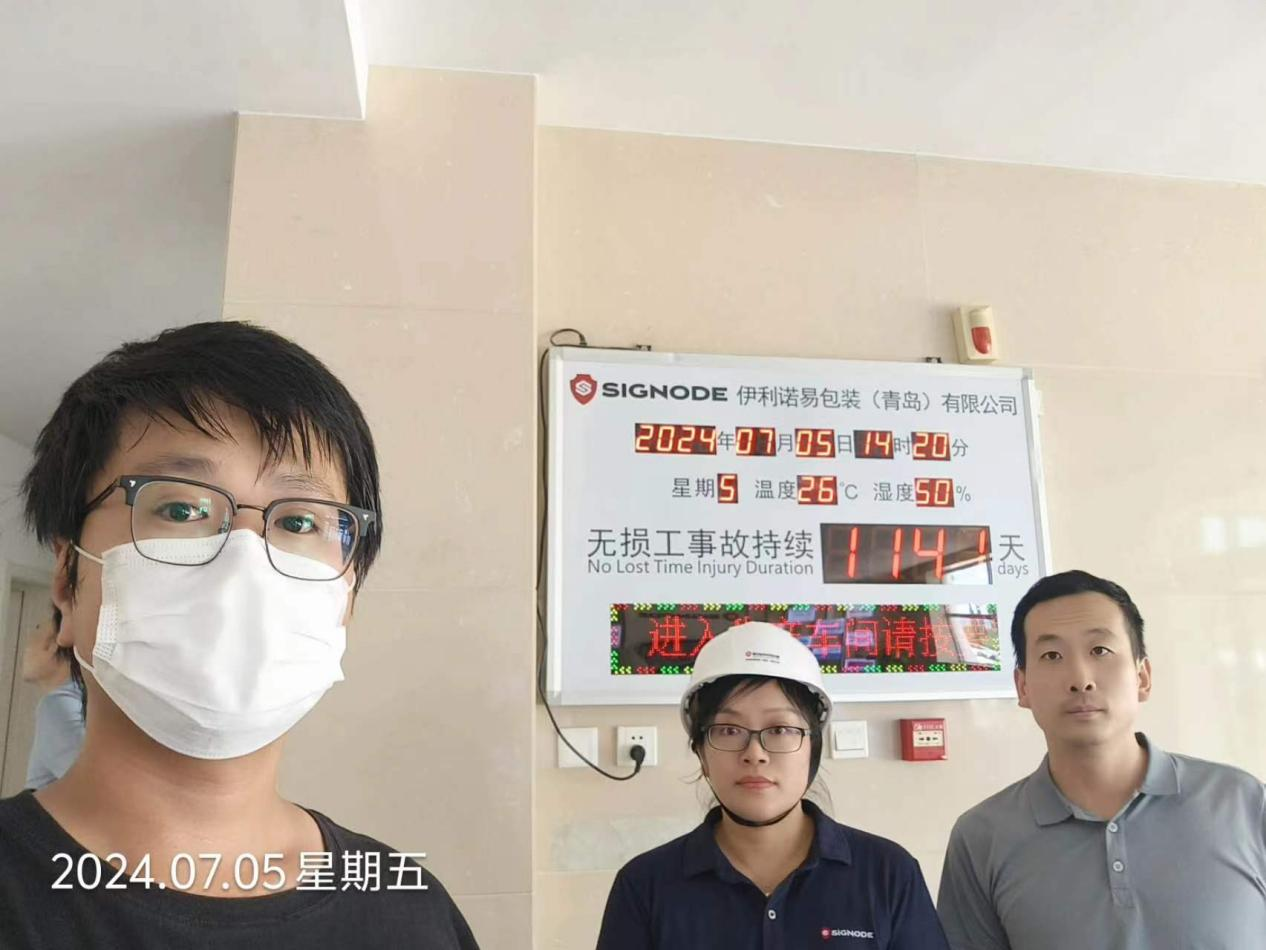 SIGNODE 伊利诺易包装（青岛）有限公司
2024年07月05日14时20分
星期5 温度26℃ 湿度50%
无损工事故持续 天
No Lost Time Injury Duration days
进入 车间请按
SIGNODE
2024.07.05 星期五